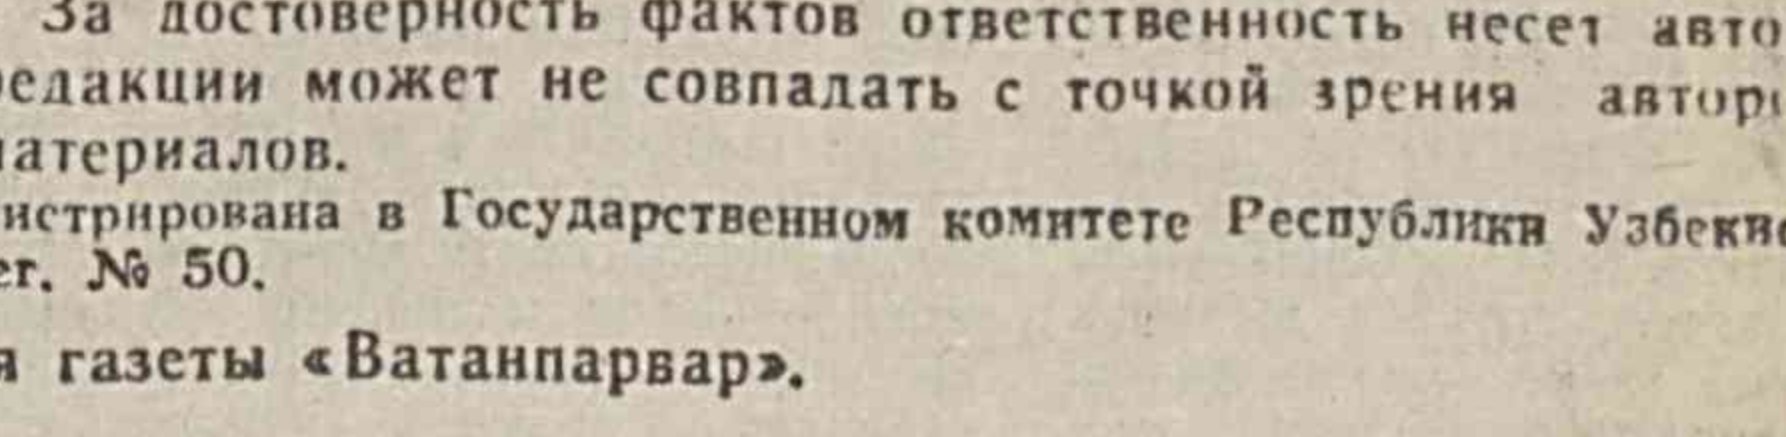 За достоверность фактов ответственность несет авто
едакции может не совпадать с точкой зрения автор
атериалов.
истрирована в Государственном комитете Республики Узбеки
ег. № 50.
я газеты «Ватанпарвар».